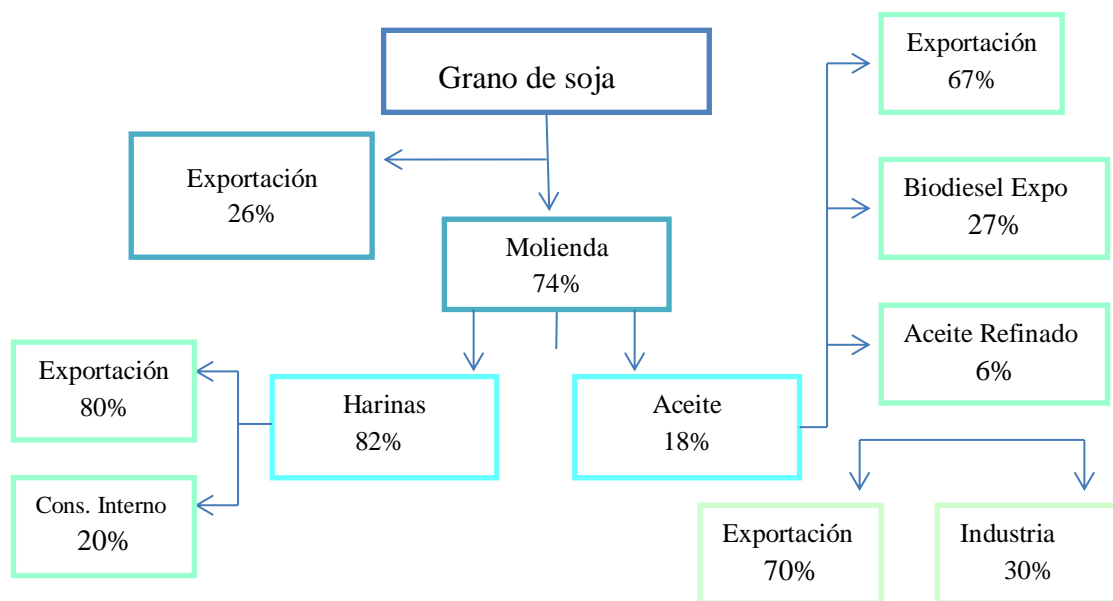 Grano de soja
Exportación
26%
Molienda
74%
Harinas
82%
Exportación
80%
Cons. Interno
20%
Aceite
18%
Exportación
67%
Biodiesel Expo
27%
Aceite Refinado
6%
Exportación
70%
Industria
30%